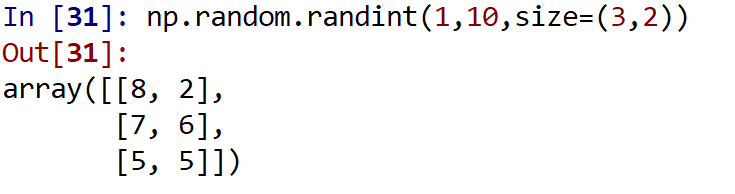 In [31]: np.random.randint(1,10,size=(3,2))
Out[31]:
array([[8, 2],
       [7, 6],
       [5, 5]])